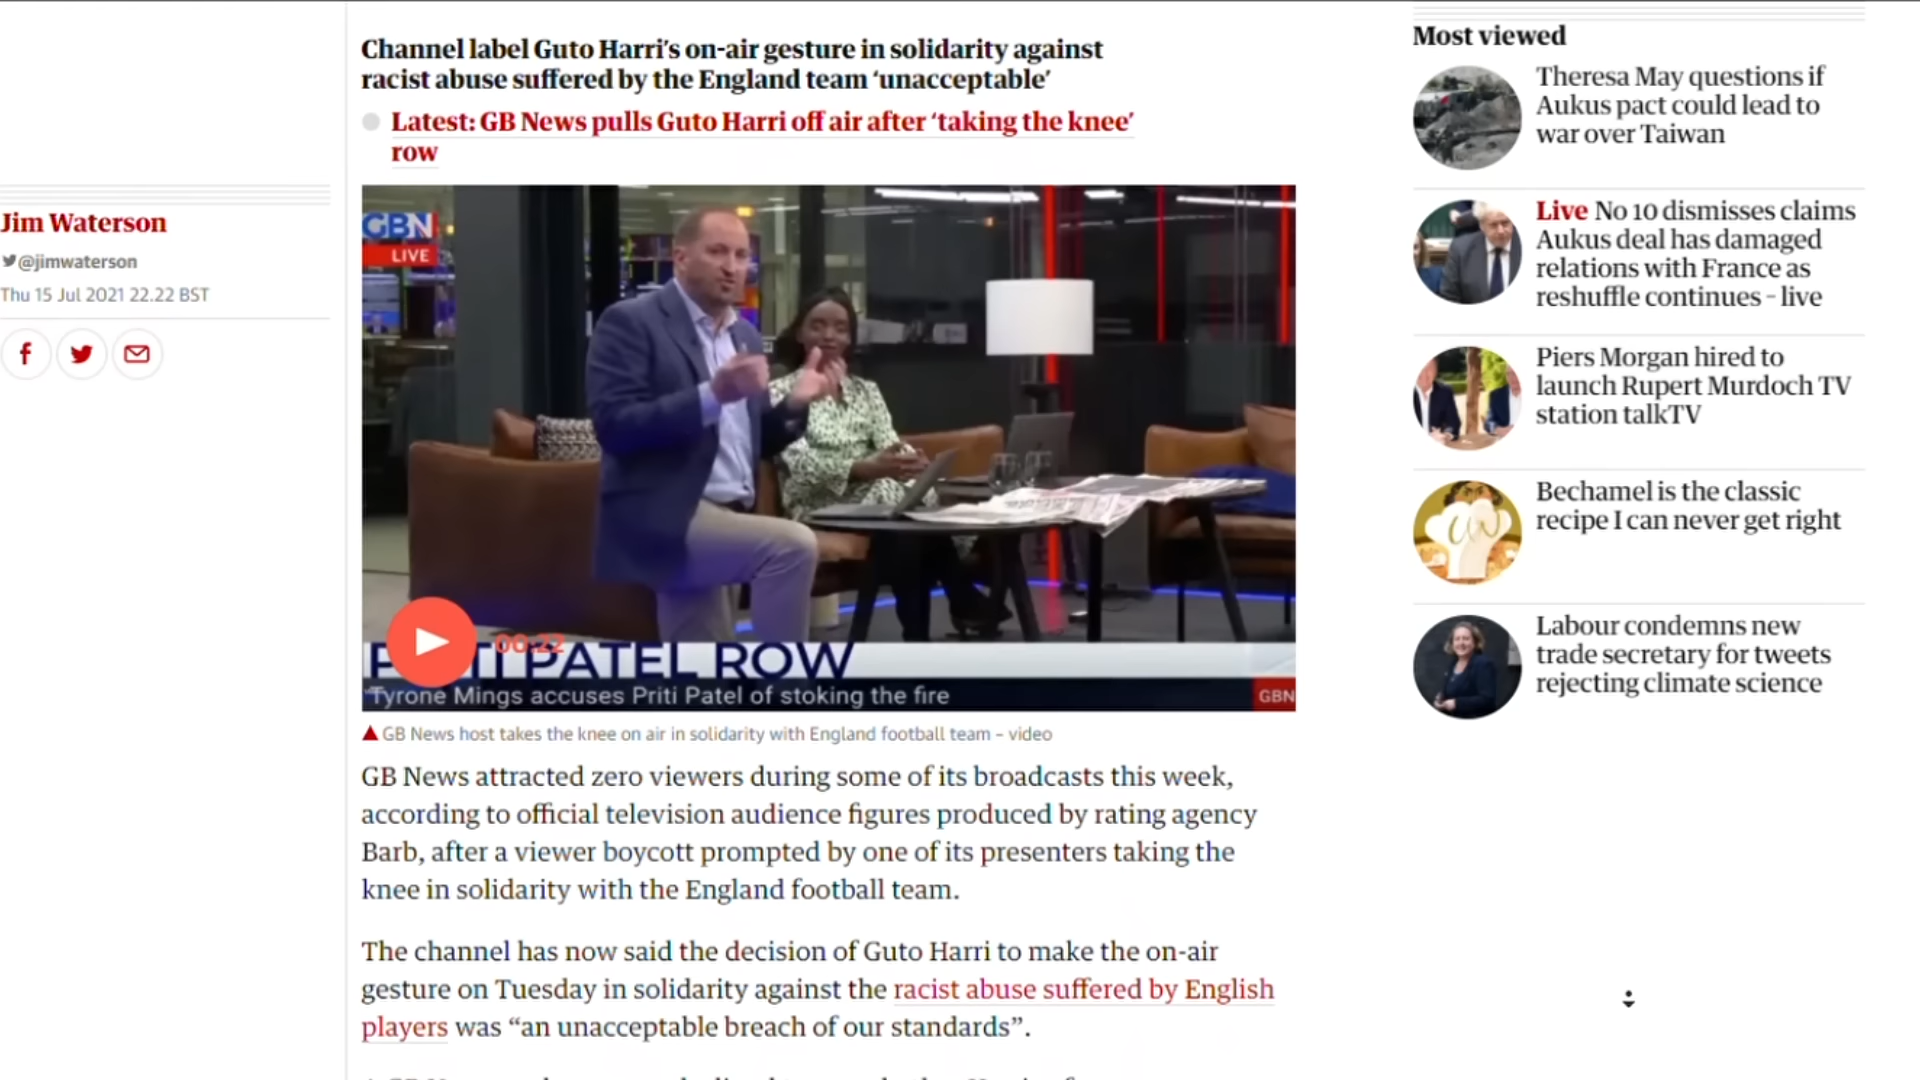 Channel label Guto Harri's on-air gesture in solidarity against
racist abuse suffered by the England team 'unacceptable'
Latest: GB News pulls Guto Harri off air after 'taking the knee'
row
Jim Waterson
@jimwaterson
Thu 15 Jul 2021 22.22 BST
GBN
LIVE
00:22
PATEL ROW
Tyrone Mings accuses Priti Patel of stoking the fire
GBN
GB News host takes the knee on air in solidarity with England football team – video
GB News attracted zero viewers during some of its broadcasts this week,
according to official television audience figures produced by rating agency
Barb, after a viewer boycott prompted by one of its presenters taking the
knee in solidarity with the England football team.
The channel has now said the decision of Guto Harri to make the on-air
gesture on Tuesday in solidarity against the racist abuse suffered by English
players was “an unacceptable breach of our standards”.
Most viewed
Theresa May questions if
Aukus pact could lead to
war over Taiwan
Live No 10 dismisses claims
Aukus deal has damaged
relations with France as
reshuffle continues – live
Piers Morgan hired to
launch Rupert Murdoch TV
station talkTV
Bechamel is the classic
recipe I can never get right
Labour condemns new
trade secretary for tweets
rejecting climate science